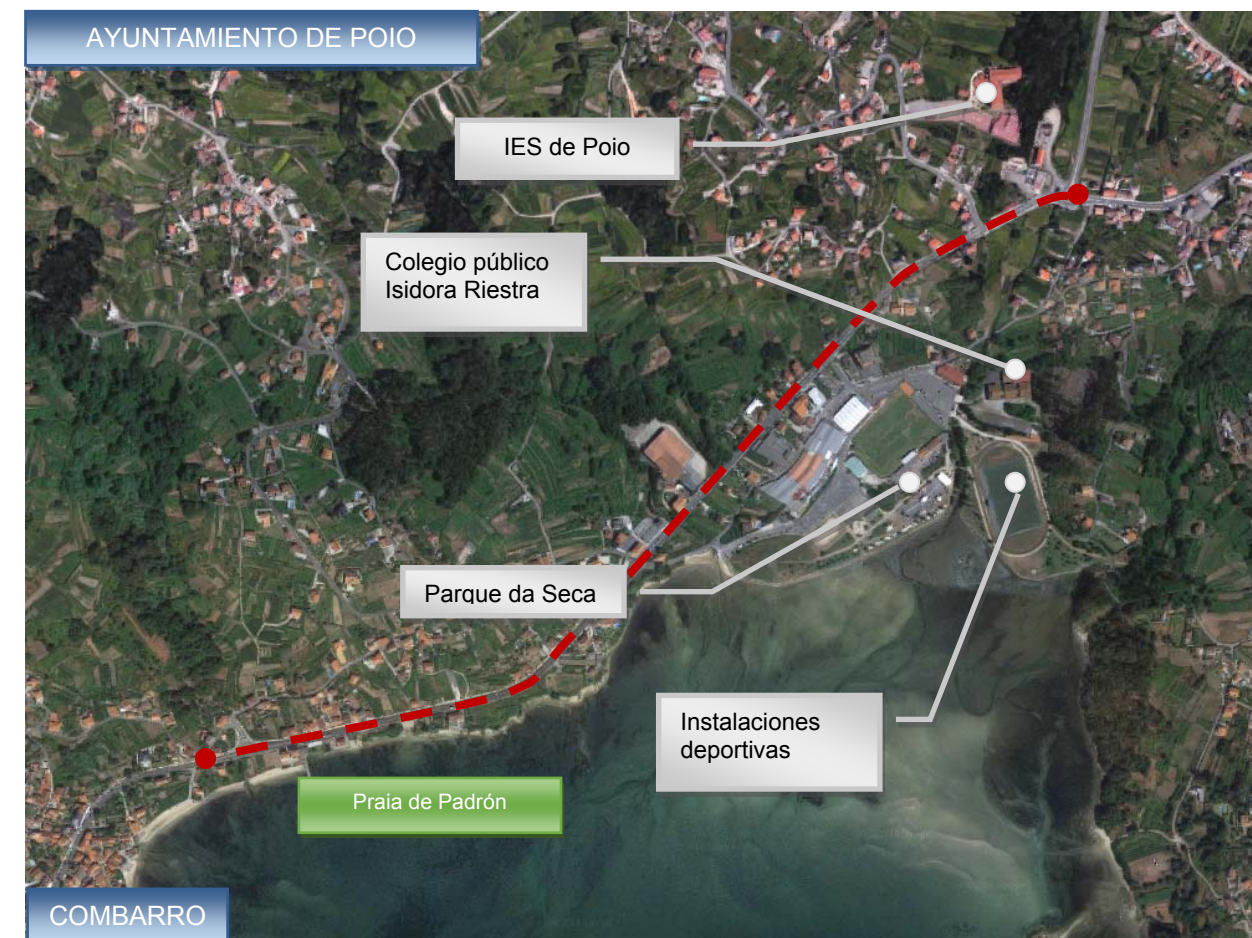 AYUNTAMIENTO DE POIO
IES de Poio
Colegio público
Isidora Riestra
Parque da Seca
Instalaciones
deportivas
Praia de Padrón
COMBARRO